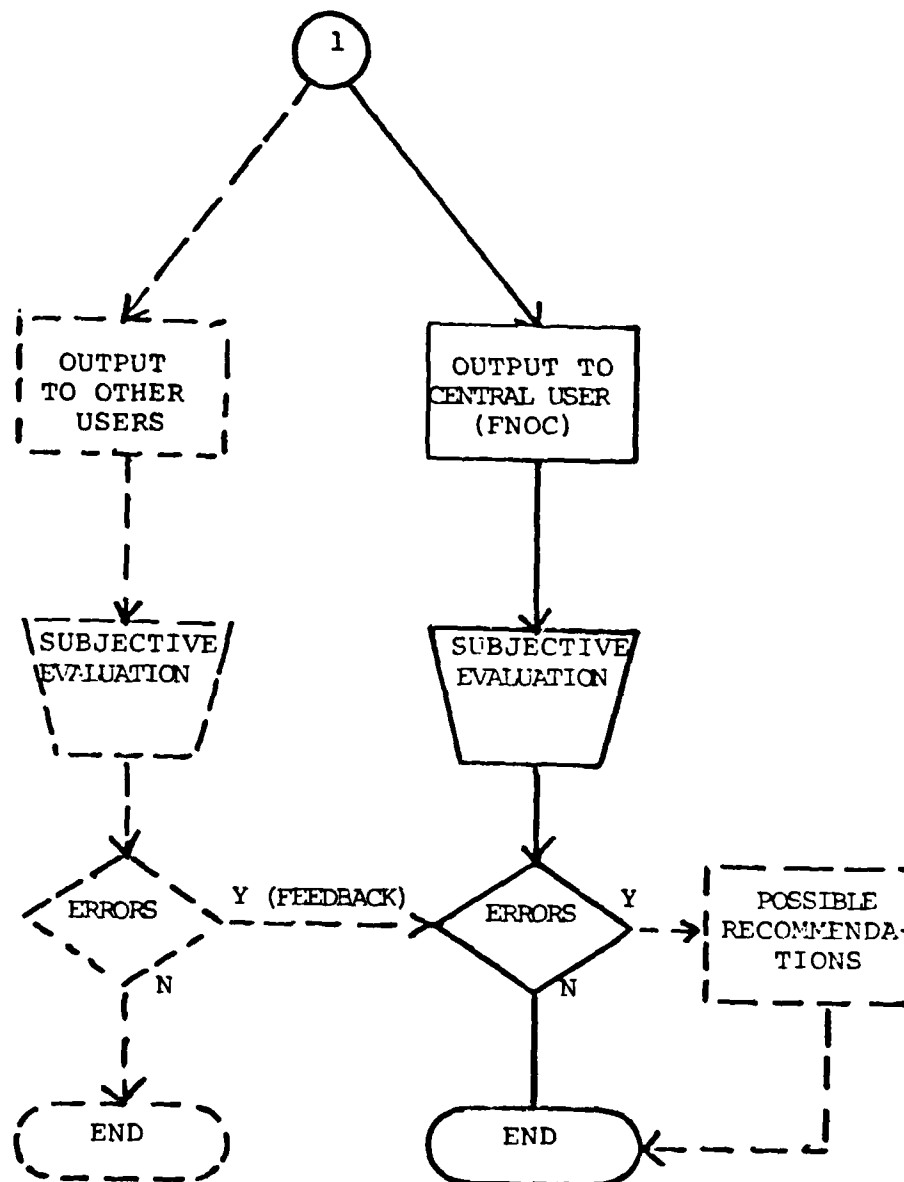 1
OUTPUT
TO OTHER
USERS
OUTPUT TO
CENTRAL USER
(FNOC)
SUBJECTIVE
EVALUATION
SUBJECTIVE
EVALUATION
ERRORS
Y (FEEDBACK)
N
ERRORS
Y
N
POSSIBLE
RECOMMENDA-
TIONS
END
END